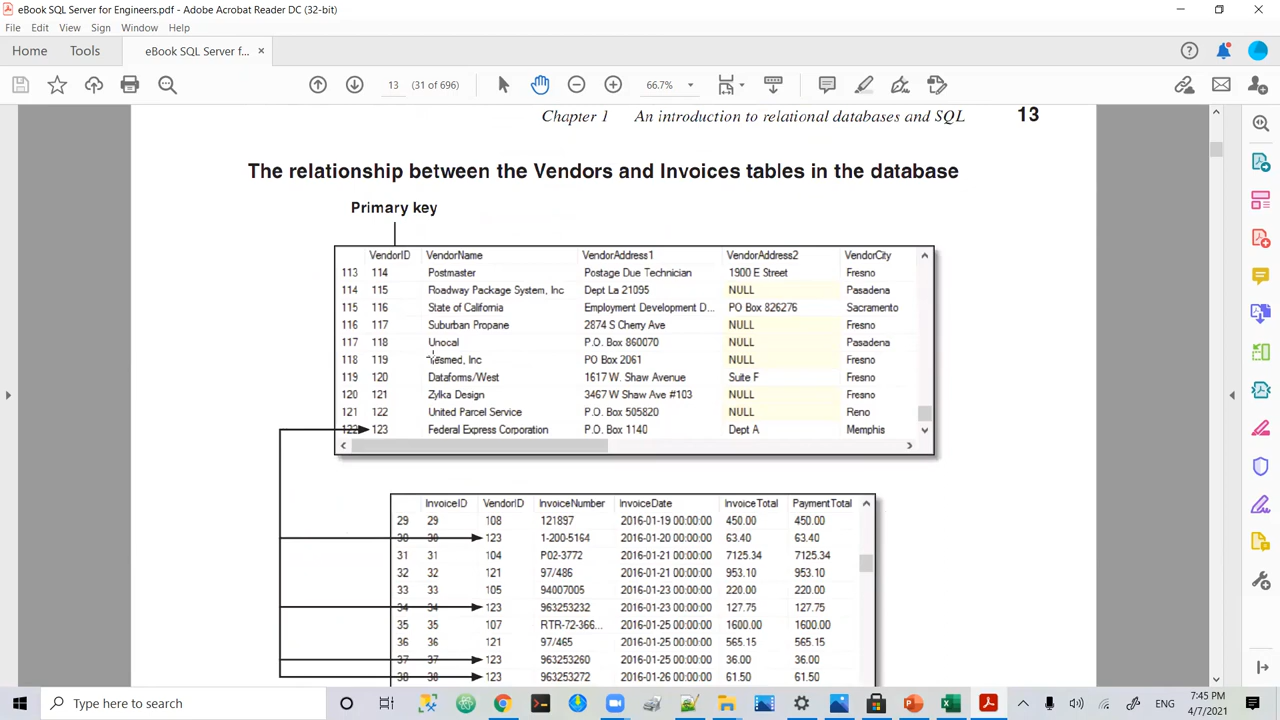 eBook SQL Server for Engineers.pdf - Adobe Acrobat Reader DC (32-bit)
File Edit View Sign Window Help
Home Tools eBook SQL Server f... ×
13 (31 of 696) 66.7%
Chapter 1 An introduction to relational databases and SQL 13
The relationship between the Vendors and Invoices tables in the database
Primary key
VendorID VendorName VendorAddress1 VendorAddress2 VendorCity
113 114 Postmaster Postage Due Technician 1900 E Street Fresno
114 115 Roadway Package System, Inc Dept La 21095 NULL Pasadena
115 116 State of California Employment Development D... PO Box 826276 Sacramento
116 117 Suburban Propane 2874 S Cherry Ave NULL Fresno
117 118 Unocal P.O. Box 860070 NULL Pasadena
118 119 Yesmed, Inc PO Box 2061 NULL Fresno
119 120 Dataforms/West 1617 W. Shaw Avenue Suite F Fresno
120 121 Zylka Design 3467 W Shaw Ave #103 NULL Fresno
121 122 United Parcel Service P.O. Box 505820 NULL Reno
122 123 Federal Express Corporation P.O. Box 1140 Dept A Memphis
InvoiceID VendorID InvoiceNumber InvoiceDate InvoiceTotal PaymentTotal
29 29 108 121897 2016-01-19 00:00:00 450.00 450.00
30 30 123 1-200-5164 2016-01-20 00:00:00 63.40 63.40
31 31 104 P02-3772 2016-01-21 00:00:00 7125.34 7125.34
32 32 121 97/486 2016-01-21 00:00:00 953.10 953.10
33 33 105 94007005 2016-01-23 00:00:00 220.00 220.00
34 34 123 963253232 2016-01-23 00:00:00 127.75 127.75
35 35 107 RTR-72-366... 2016-01-25 00:00:00 1600.00 1600.00
36 36 121 97/465 2016-01-25 00:00:00 565.15 565.15
37 37 123 963253260 2016-01-25 00:00:00 36.00 36.00
38 38 123 963253272 2016-01-26 00:00:00 61.50 61.50
Type here to search
ENG
7:45 PM
4/7/2021